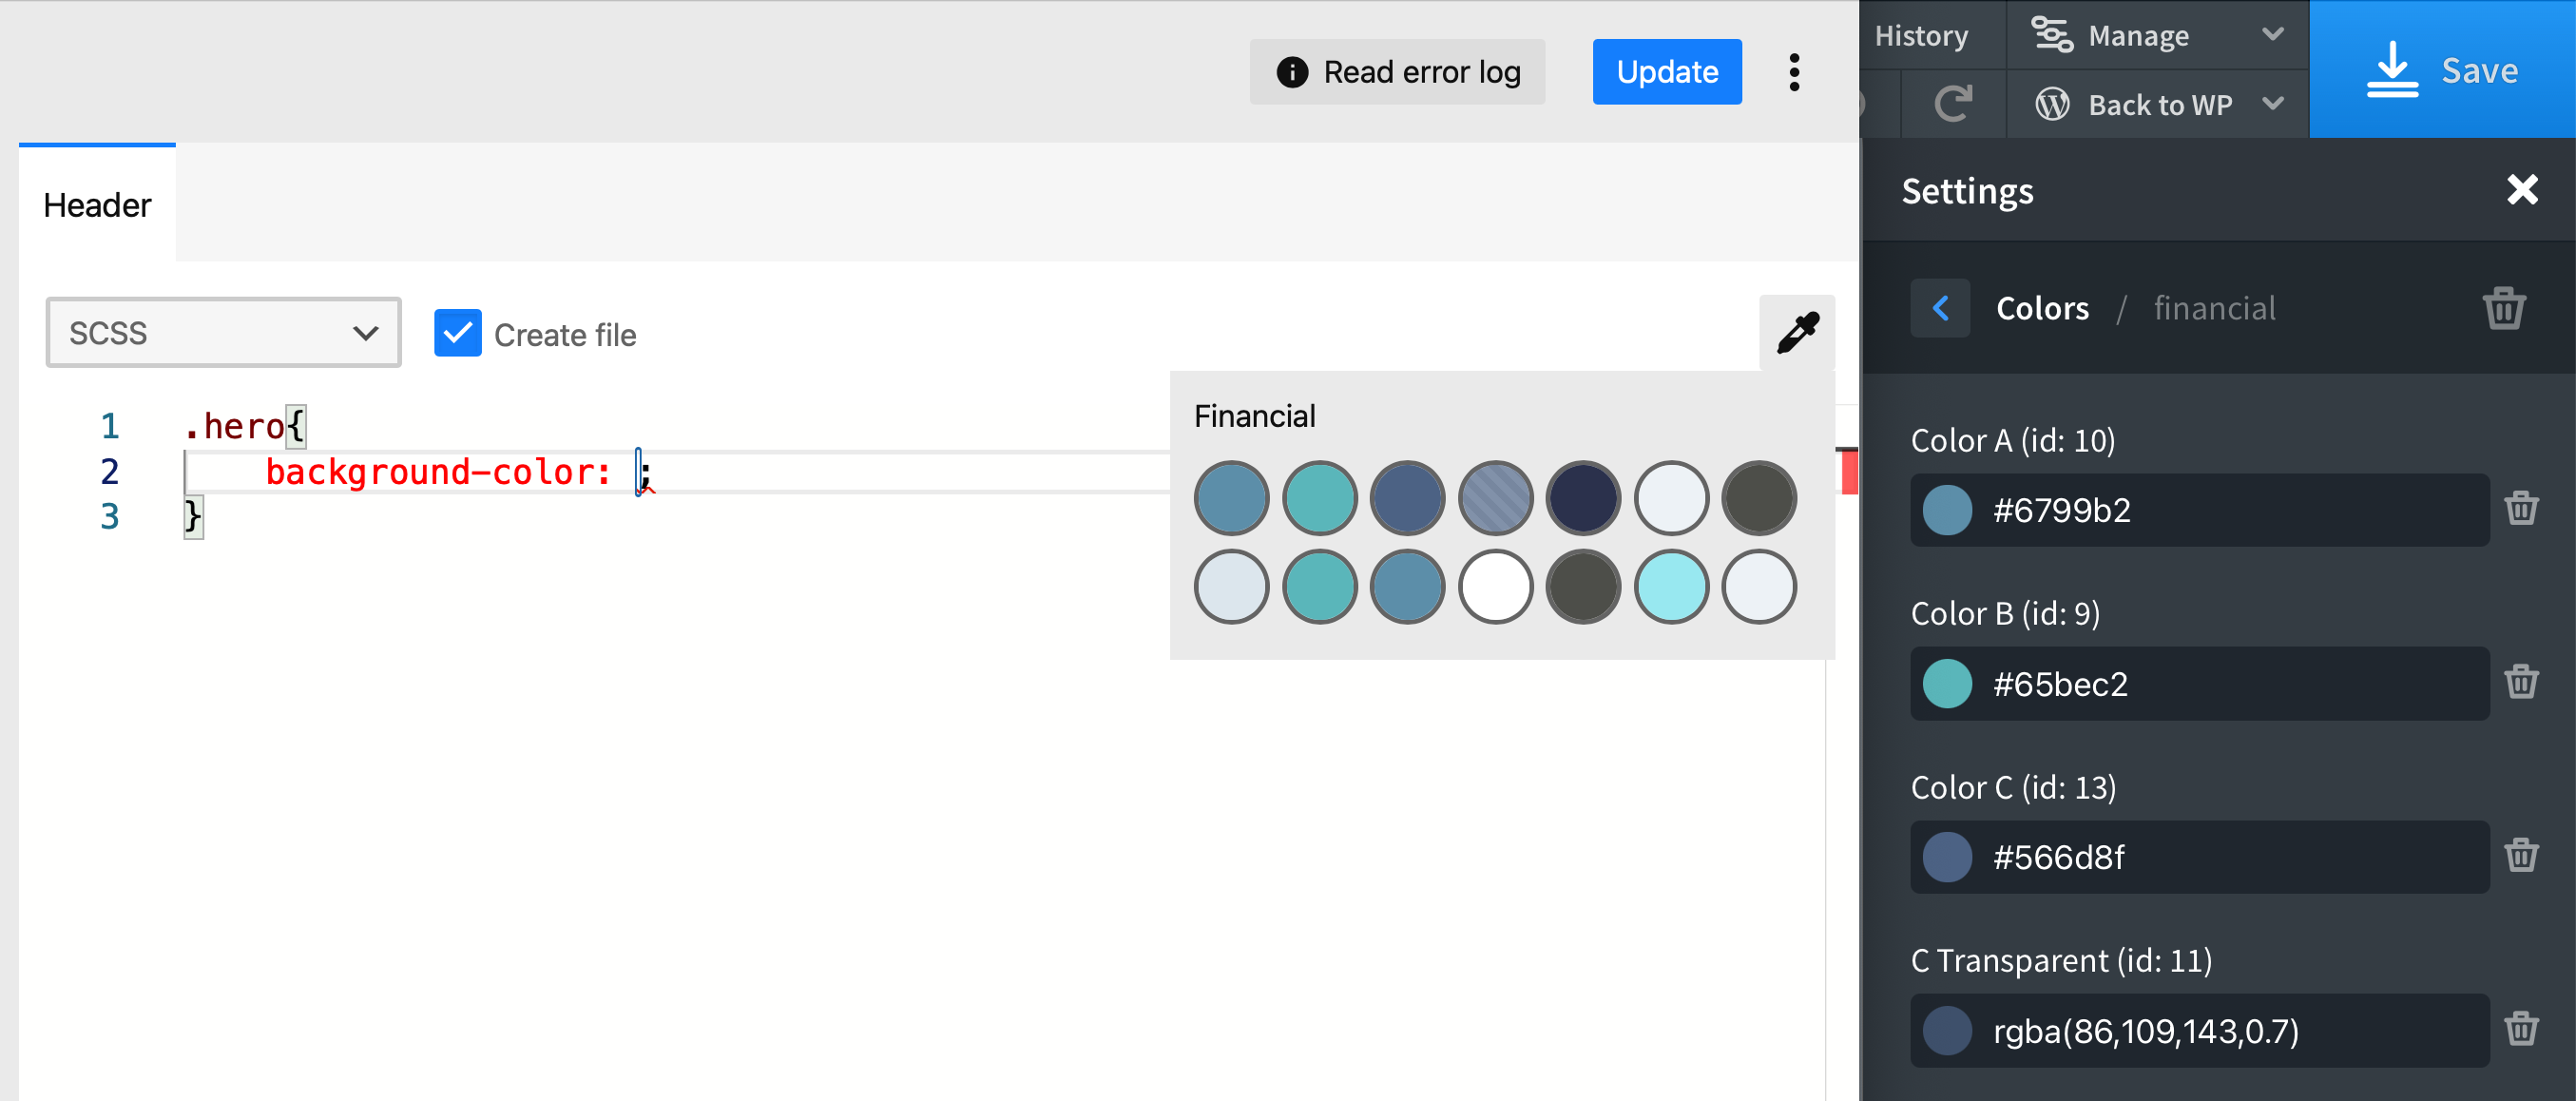 Read error log
Update
History
Manage
Save
Back to WP
Header
Settings
SCSS
Create file
Colors / financial
1 .hero{
2 background-color: ;
3 }
Financial
Color A (id: 10)
#6799b2
Color B (id: 9)
#65bec2
Color C (id: 13)
#566d8f
C Transparent (id: 11)
rgba(86,109,143,0.7)